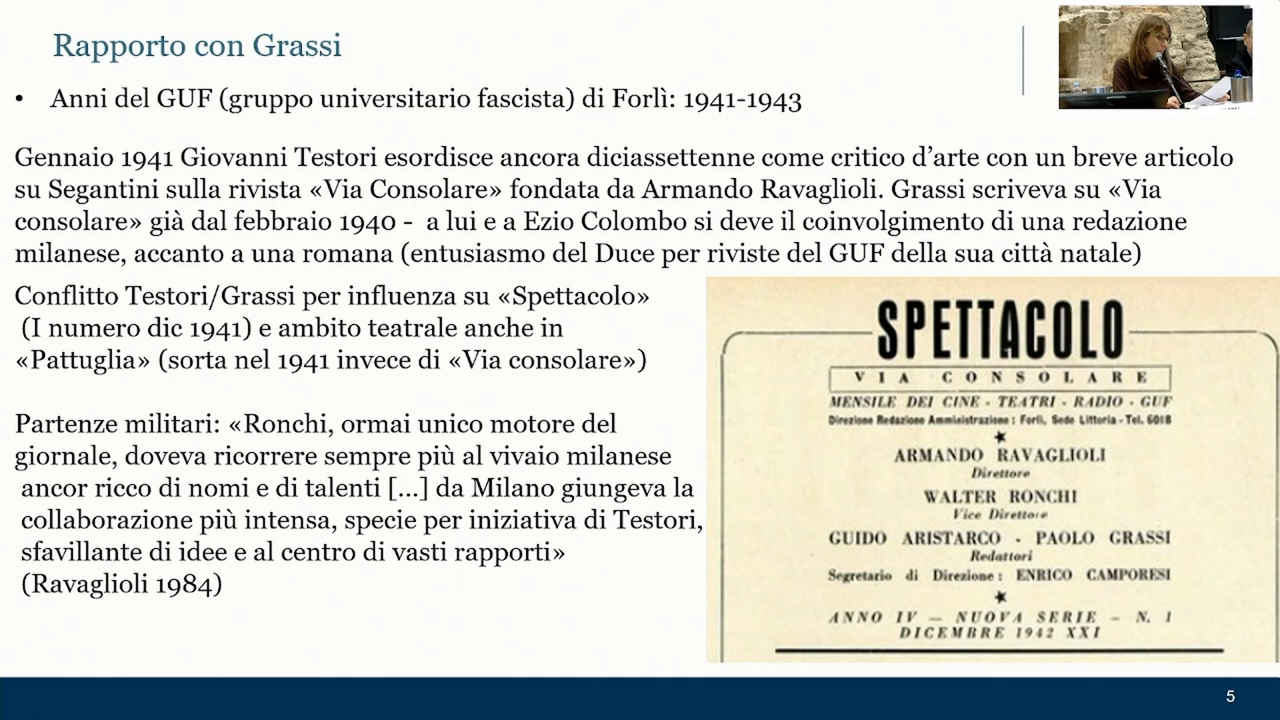 Rapporto con Grassi
• Anni del GUF (gruppo universitario fascista) di Forlì: 1941-1943
Gennaio 1941 Giovanni Testori esordisce ancora diciassettenne come critico d'arte con un breve articolo
su Segantini sulla rivista «Via Consolare» fondata da Armando Ravaglioli. Grassi scriveva su «Via
consolare» già dal febbraio 1940 - a lui e a Ezio Colombo si deve il coinvolgimento di una redazione
milanese, accanto a una romana (entusiasmo del Duce per riviste del GUF della sua città natale)
Conflitto Testori/Grassi per influenza su «Spettacolo»
(I numero dic 1941) e ambito teatrale anche in
«Pattuglia» (sorta nel 1941 invece di «Via consolare»)
Partenze militari: «Ronchi, ormai unico motore del
giornale, doveva ricorrere sempre più al vivaio milanese
ancor ricco di nomi e di talenti [...] da Milano giungeva la
collaborazione più intensa, specie per iniziativa di Testori,
sfavillante di idee e al centro di vasti rapporti»
(Ravaglioli 1984)
SPETTACOLO
VIA CONSOLARE
MENSILE DEI CINE - TEATRI - RADIO - GUF
Direzione Redazione Amministrazione: Forlì, Sede Littoria - Tel. 6018
ARMANDO RAVAGLIOLI
Direttore
WALTER RONCHI
Vice Direttore
GUIDO ARISTARCO - PAOLO GRASSI
Redattori
Segretario di Direzione: ENRICO CAMPORESI
ANNO IV — NUOVA SERIE — N. 1
DICEMBRE 1942 XXI
5